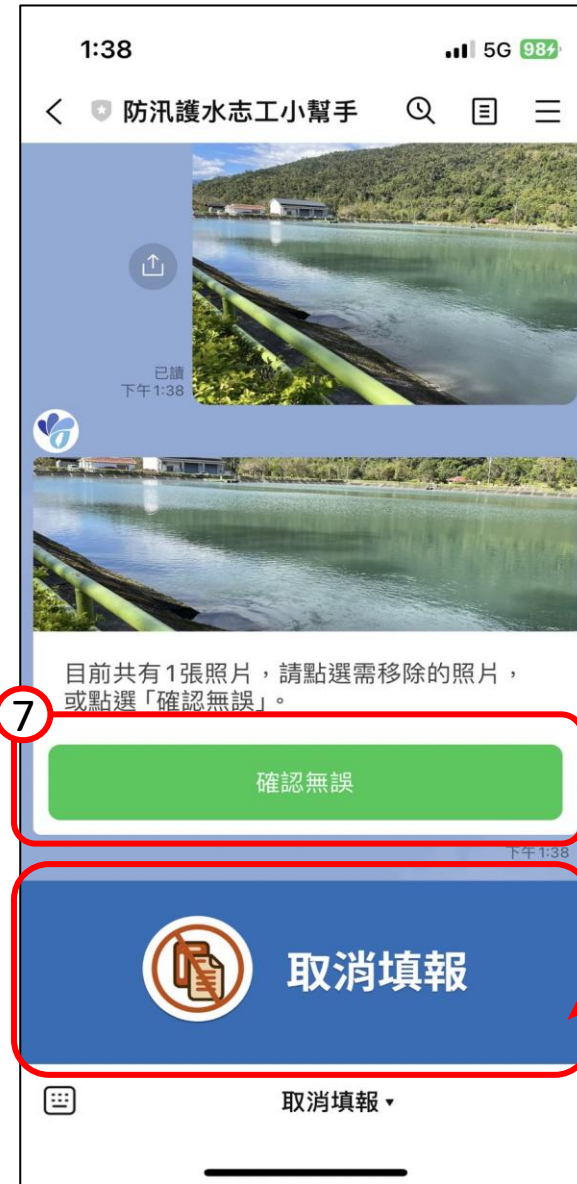 1:38
5G 98
防汛護水志工小幫手
已讀
下午1:38
目前共有1張照片，請點選需移除的照片，
或點選「確認無誤」。
7
確認無誤
下午1:38
取消填報
取消填報